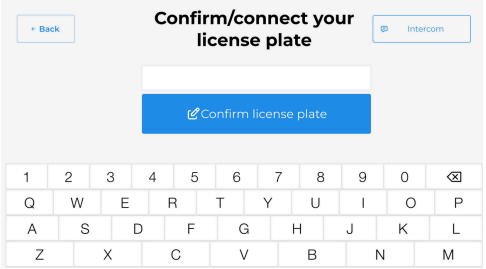 Back
Confirm/connect your
license plate
Intercom
Confirm license plate
1 2 3 4 5 6 7 8 9 0
Q W E R T Y U I O P
A S D F G H J K L
Z X C V B N M